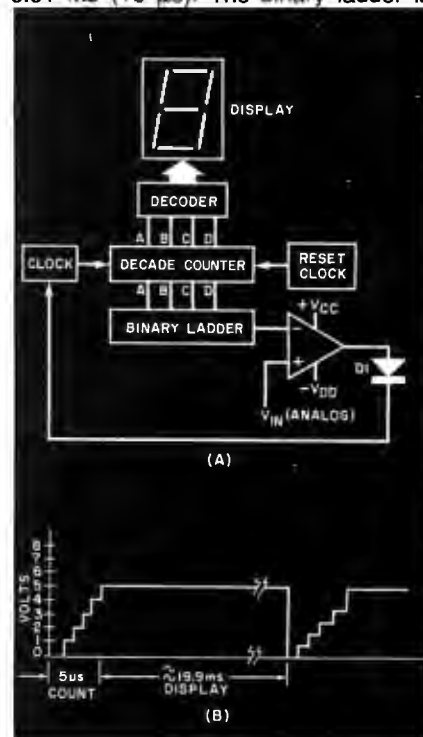 DISPLAY
DECODER
A B C D
CLOCK
DECADE COUNTER
RESET CLOCK
A B C D
BINARY LADDER
+VCC
-
+
D1
-VDD
VIN (ANALOG)
(A)
VOLTS
8
7
6
5
4
3
2
1
0
5us
COUNT
≈19.9ms
DISPLAY
(B)